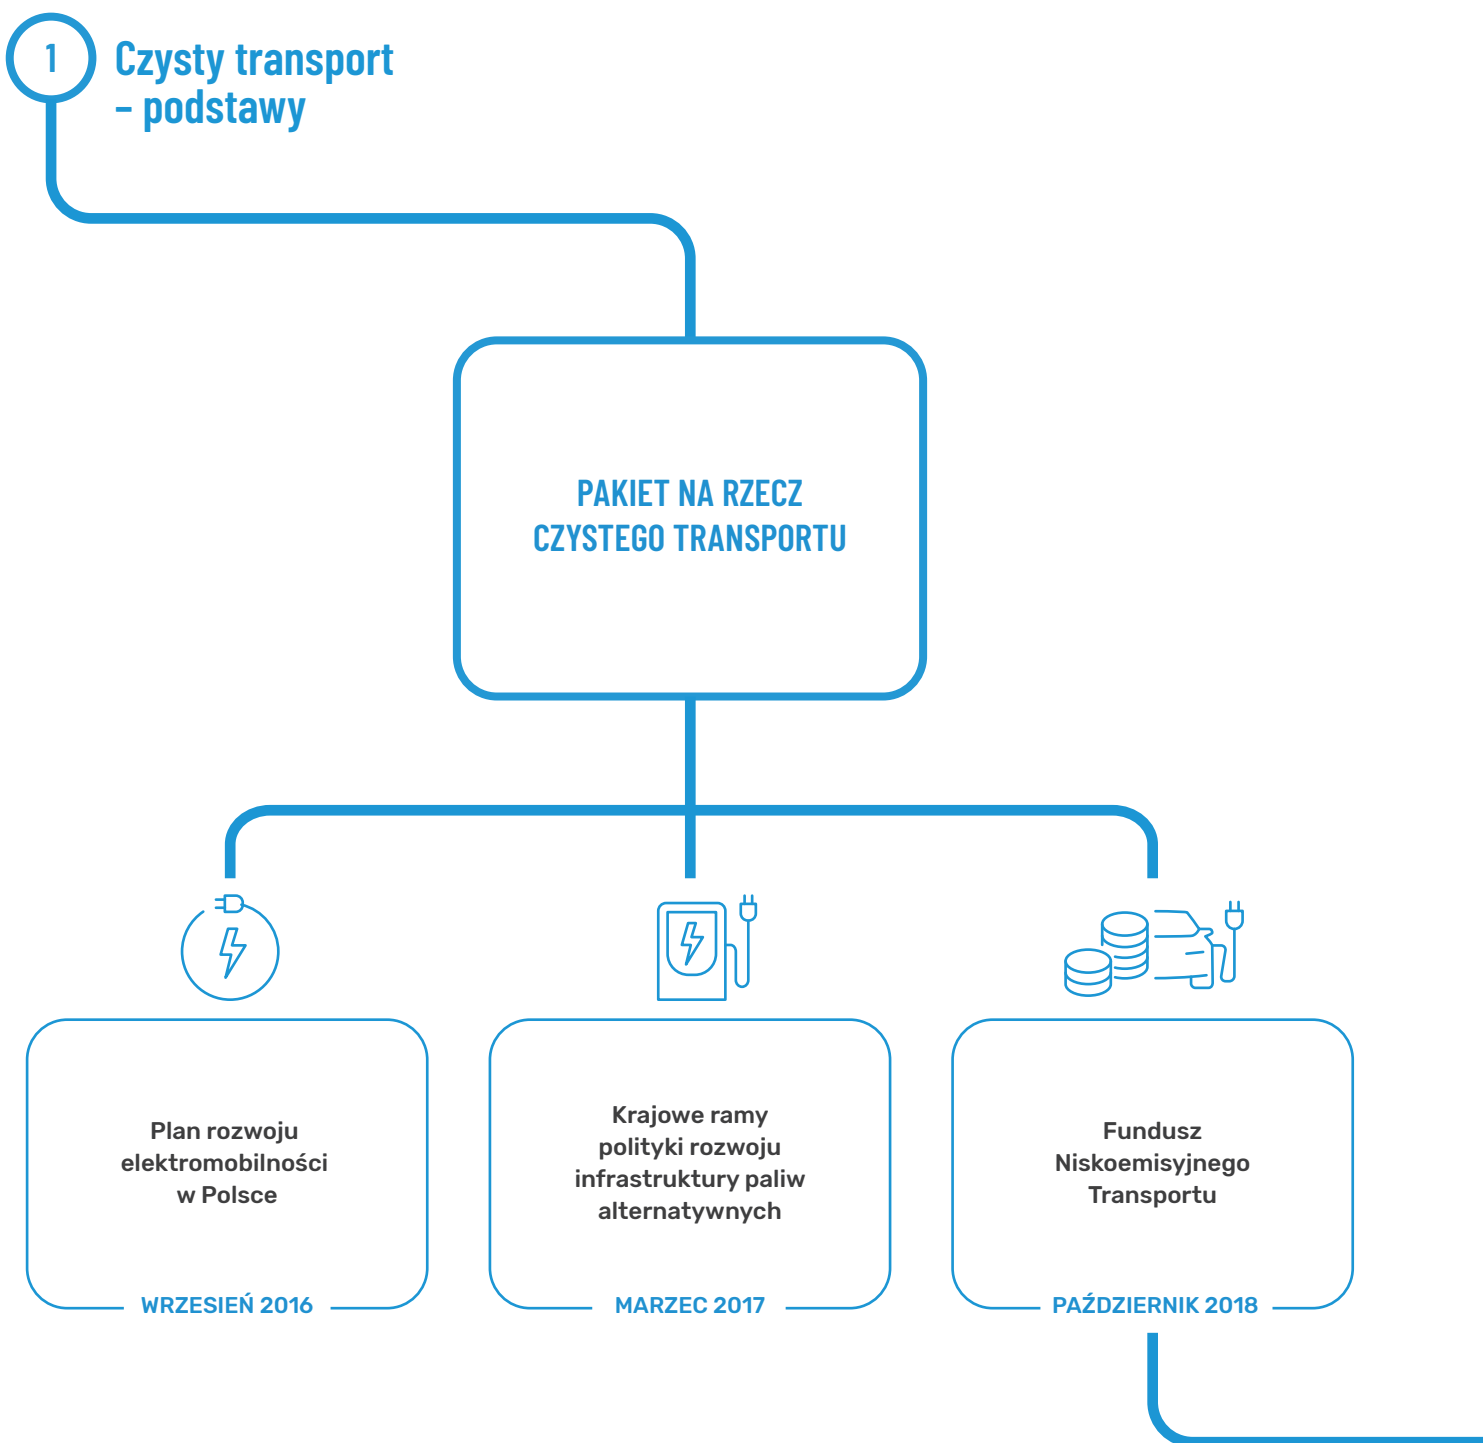 1
Czysty transport
– podstawy
PAKIET NA RZECZ
CZYSTEGO TRANSPORTU
Plan rozwoju
elektromobilności
w Polsce
WRZESIEŃ 2016
Krajowe ramy
polityki rozwoju
infrastruktury paliw
alternatywnych
MARZEC 2017
Fundusz
Niskoemisyjnego
Transportu
PAŹDZIERNIK 2018